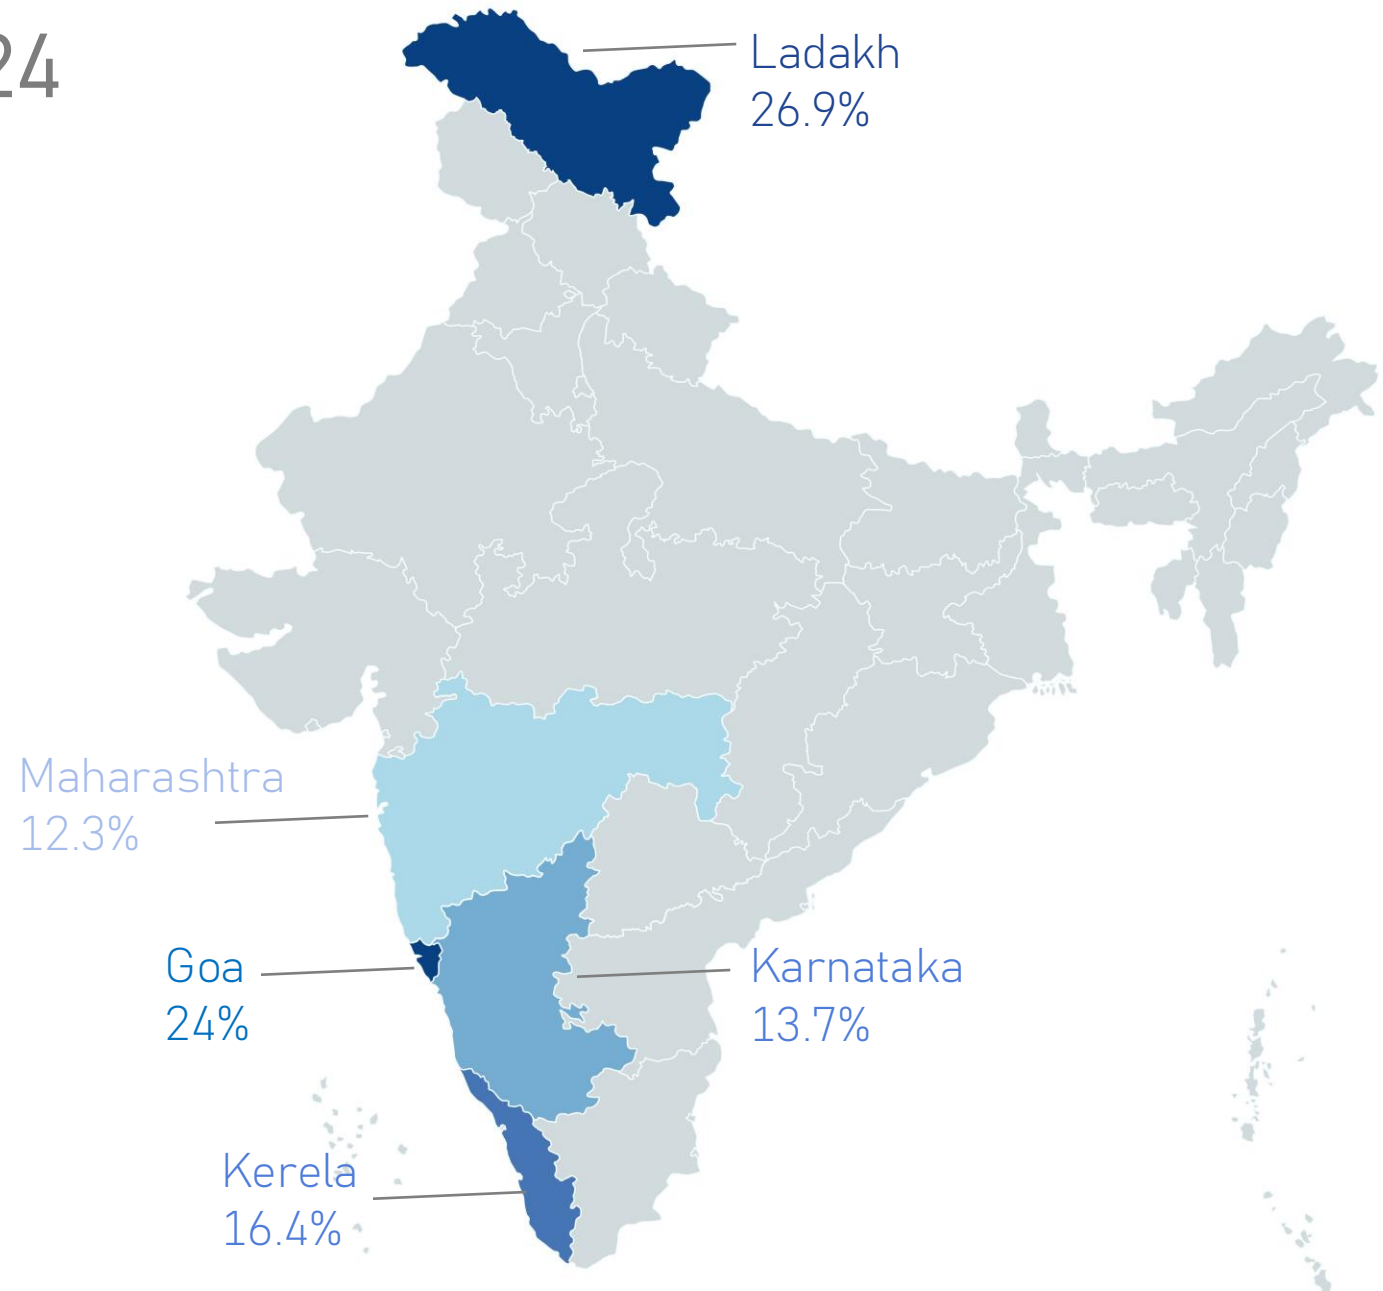 24
Ladakh
26.9%
Maharashtra
12.3%
Goa
24%
Karnataka
13.7%
Kerela
16.4%